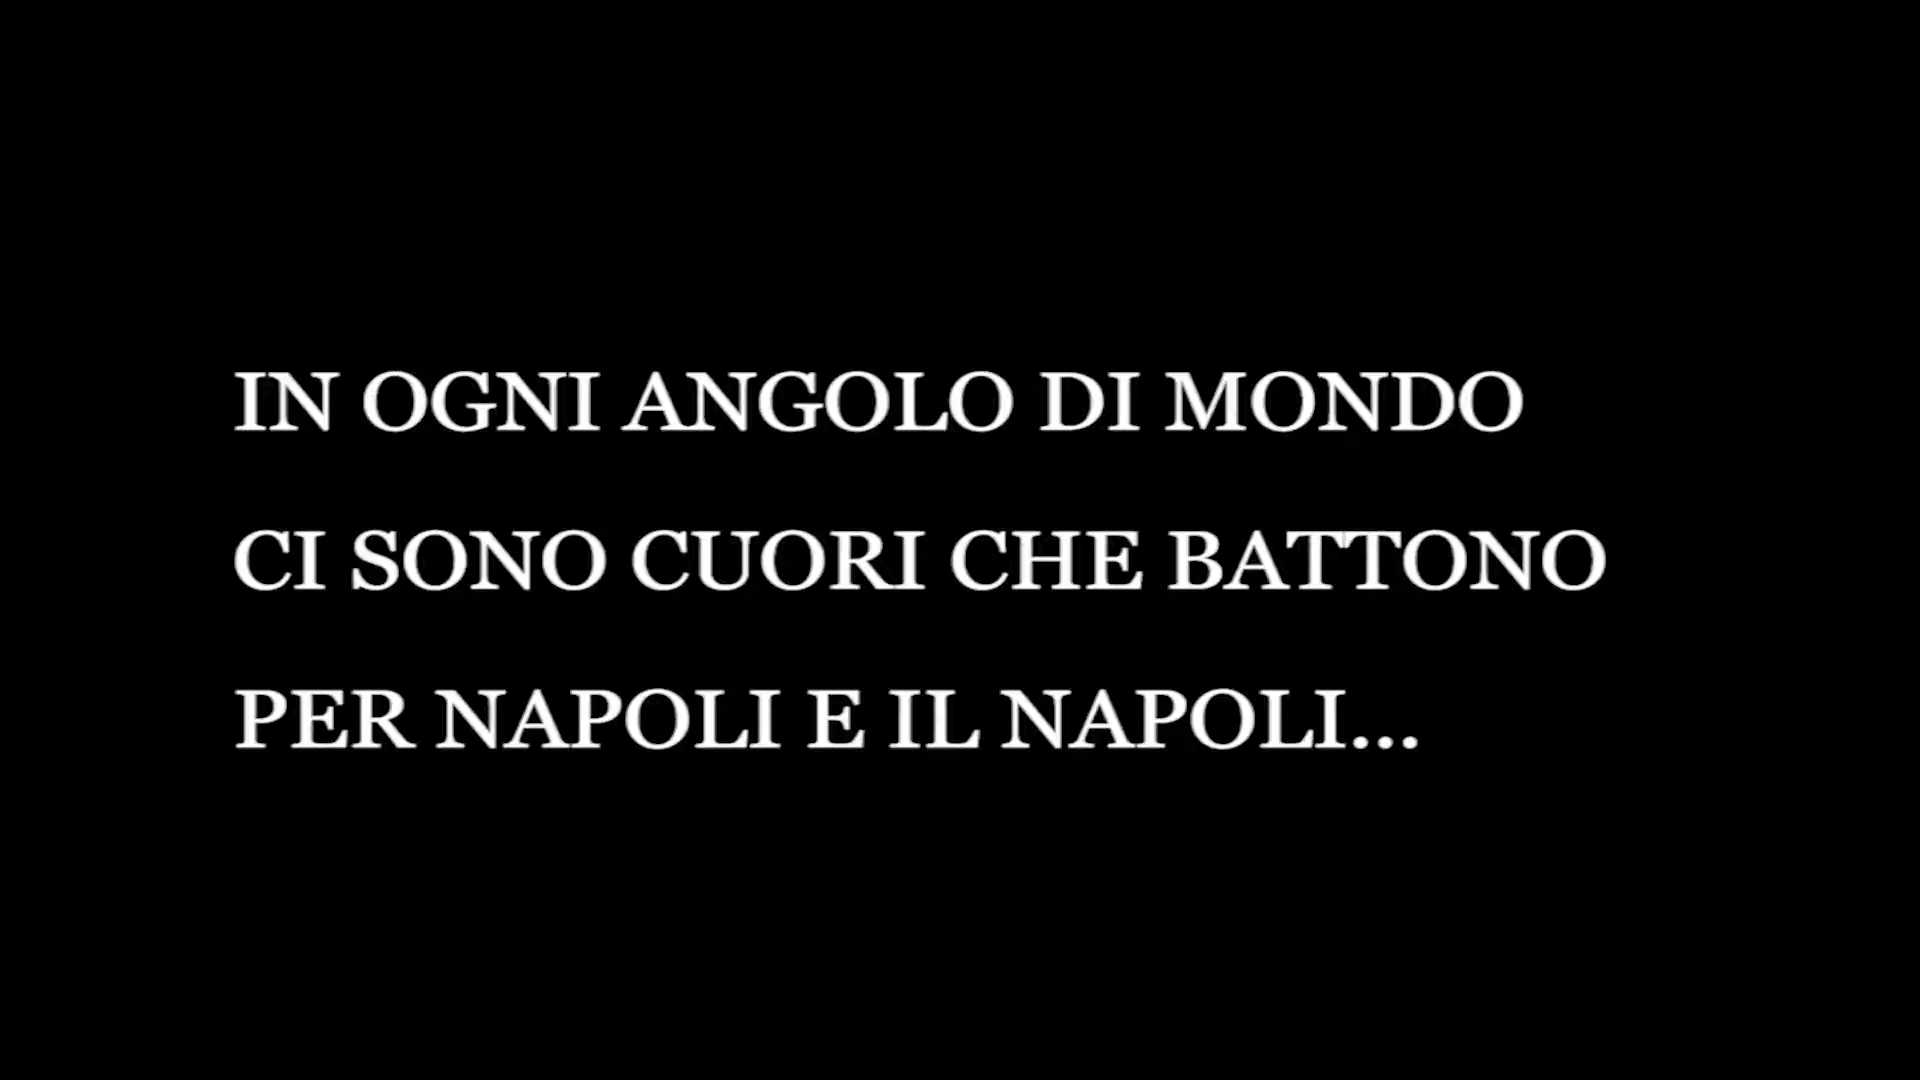 IN OGNI ANGOLO DI MONDO
CI SONO CUORI CHE BATTONO
PER NAPOLI E IL NAPOLI...